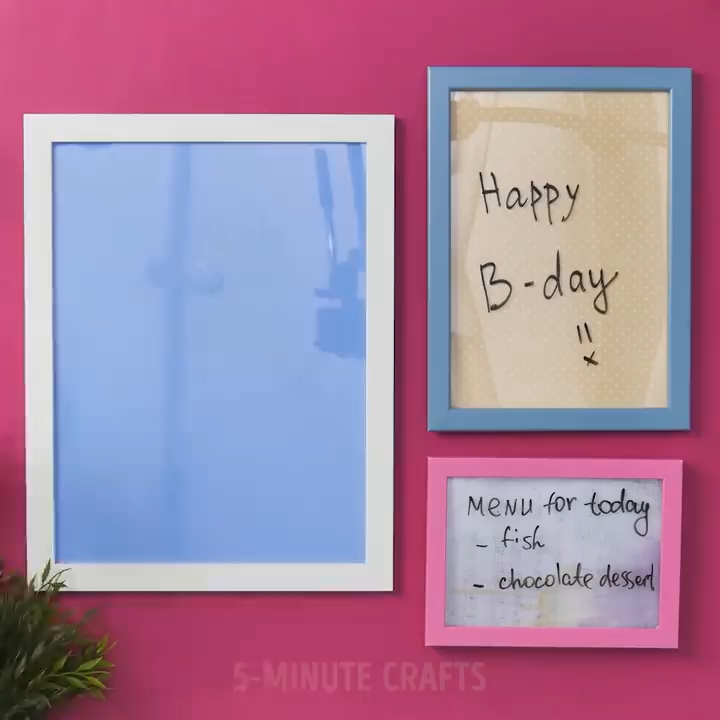 Happy
B-day
!!
x
MENU for today
- fish
- chocolate dessert
5-MINUTE CRAFTS